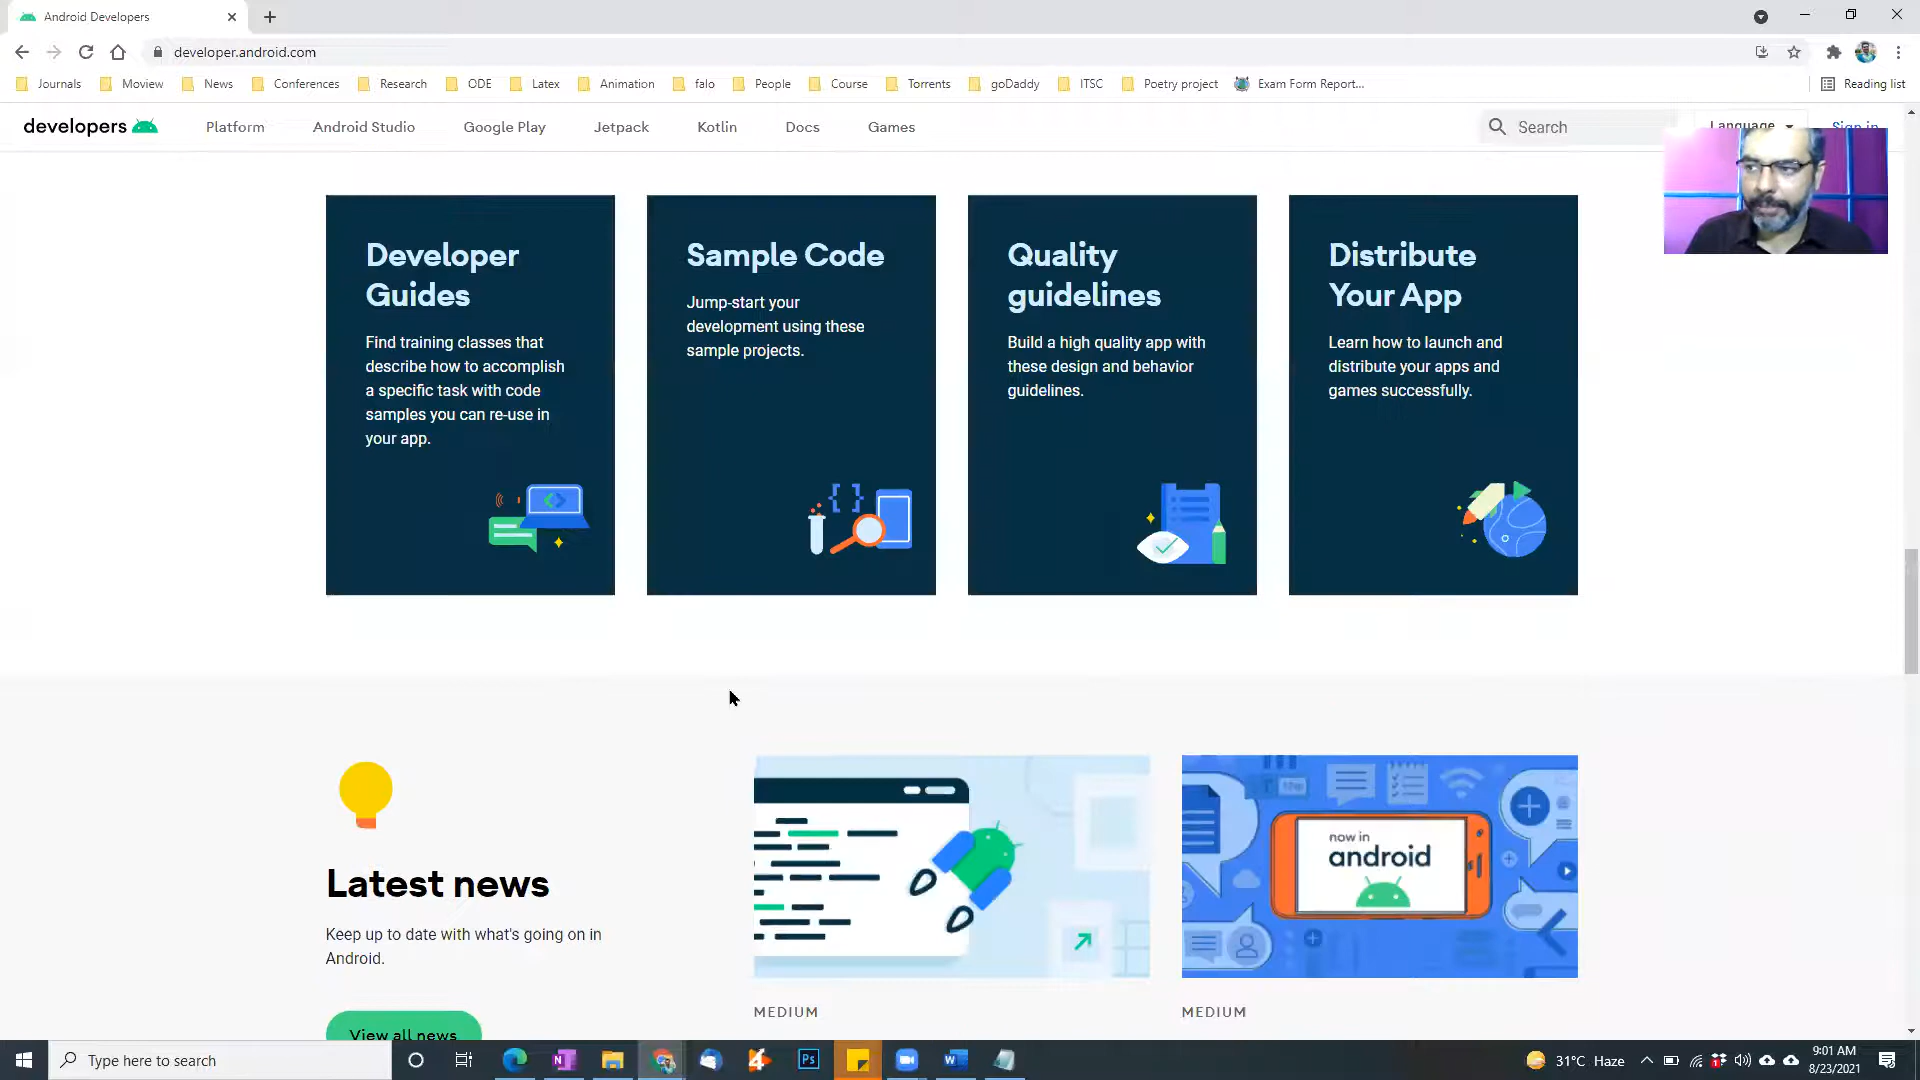 Android Developers
developer.android.com
Journals
Moview
News
Conferences
Research
ODE
Latex
Animation
falo
People
Course
Torrents
goDaddy
ITSC
Poetry project
Exam Form Report...
Reading list
developers
Platform
Android Studio
Google Play
Jetpack
Kotlin
Docs
Games
Search
Language
Sign in
Developer
Guides
Find training classes that
describe how to accomplish
a specific task with code
samples you can re-use in
your app.
Sample Code
Jump-start your
development using these
sample projects.
Quality
guidelines
Build a high quality app with
these design and behavior
guidelines.
Distribute
Your App
Learn how to launch and
distribute your apps and
games successfully.
Latest news
Keep up to date with what's going on in
Android.
View all news
now in
android
MEDIUM
MEDIUM
Type here to search
Ps
31°C Haze
9:01 AM
8/23/2021